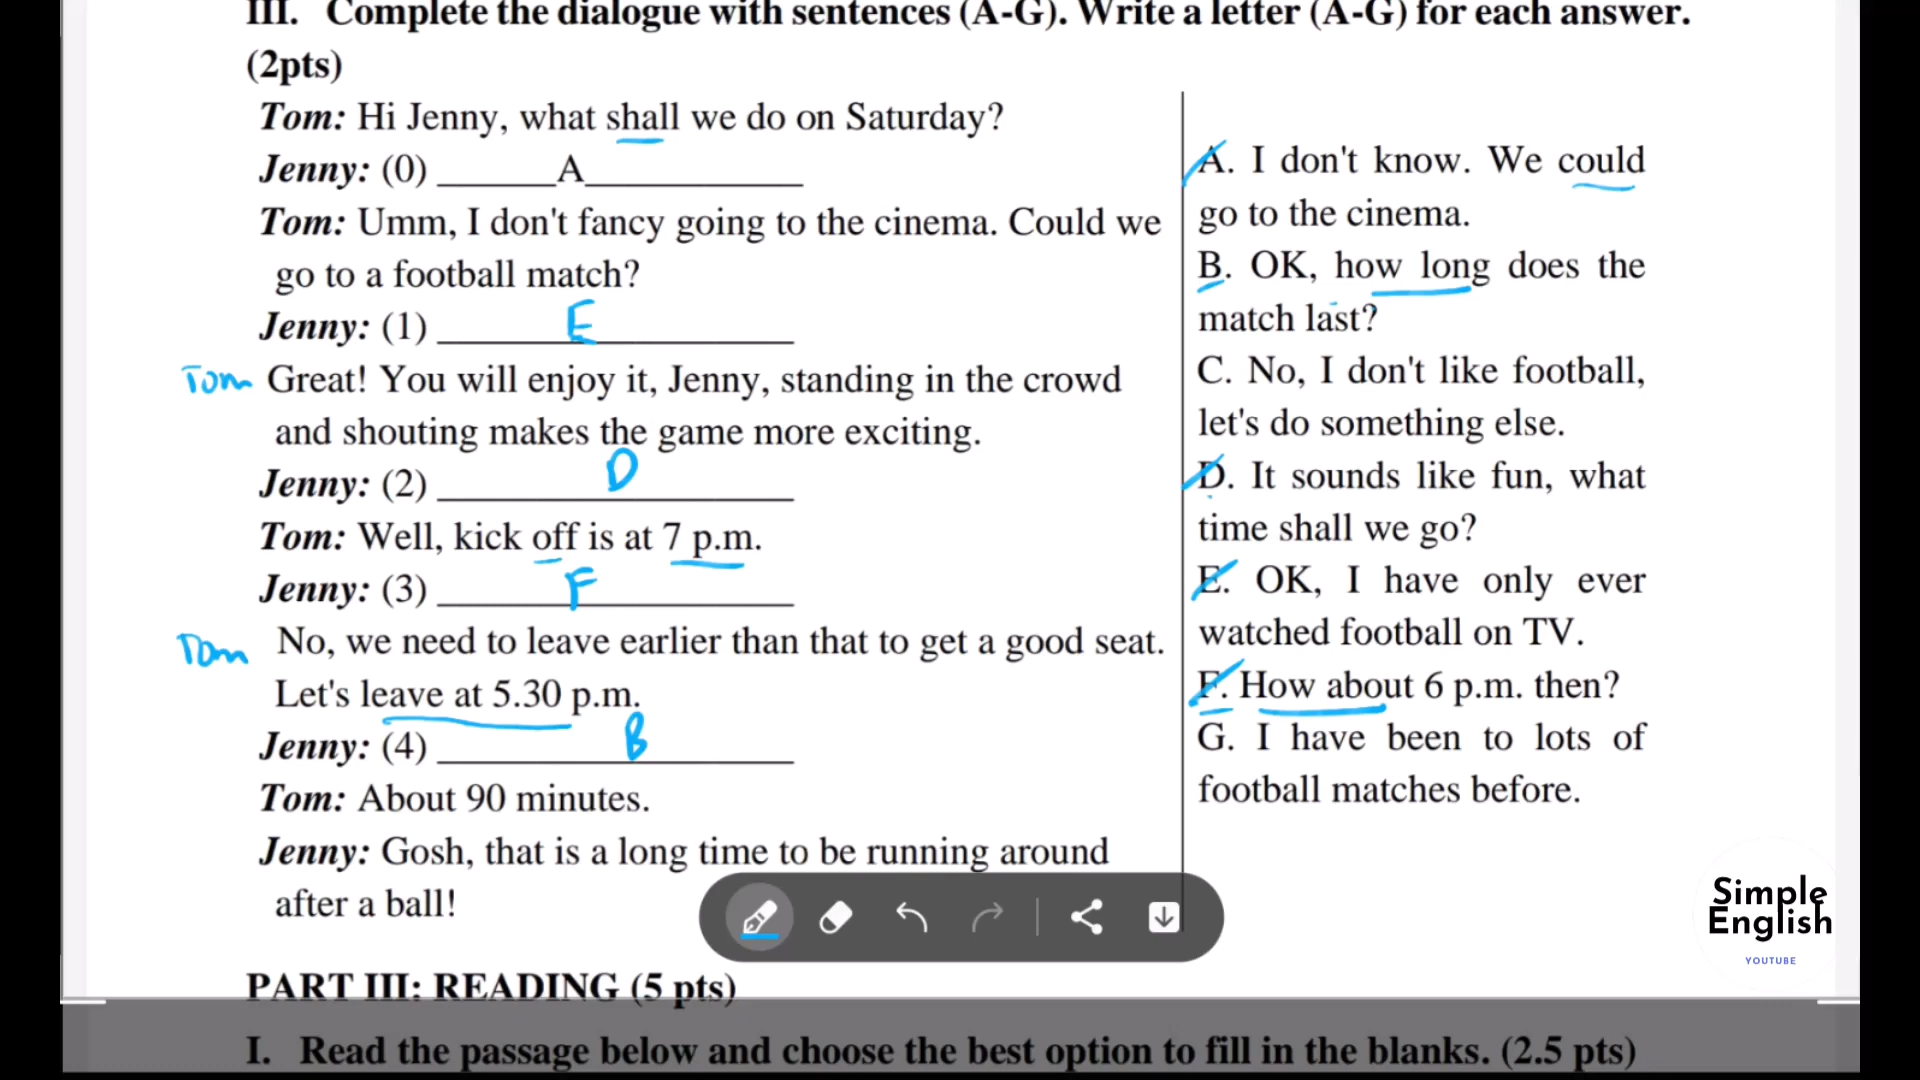 III. Complete the dialogue with sentences (A-G). Write a letter (A-G) for each answer.
(2pts)
Tom: Hi Jenny, what shall we do on Saturday?
Jenny: (0) ______A___________
Tom: Umm, I don't fancy going to the cinema. Could we
go to a football match?
Jenny: (1) ______E___________
Tom Great! You will enjoy it, Jenny, standing in the crowd
and shouting makes the game more exciting.
Jenny: (2) ________D_________
Tom: Well, kick off is at 7 p.m.
Jenny: (3) ______F___________
Tom No, we need to leave earlier than that to get a good seat.
Let's leave at 5.30 p.m.
Jenny: (4) _________B________
Tom: About 90 minutes.
Jenny: Gosh, that is a long time to be running around
after a ball!
A. I don't know. We could
go to the cinema.
B. OK, how long does the
match last?
C. No, I don't like football,
let's do something else.
D. It sounds like fun, what
time shall we go?
E. OK, I have only ever
watched football on TV.
F. How about 6 p.m. then?
G. I have been to lots of
football matches before.
Simple
English
YOUTUBE
PART III: READING (5 pts)
I. Read the passage below and choose the best option to fill in the blanks. (2.5 pts)